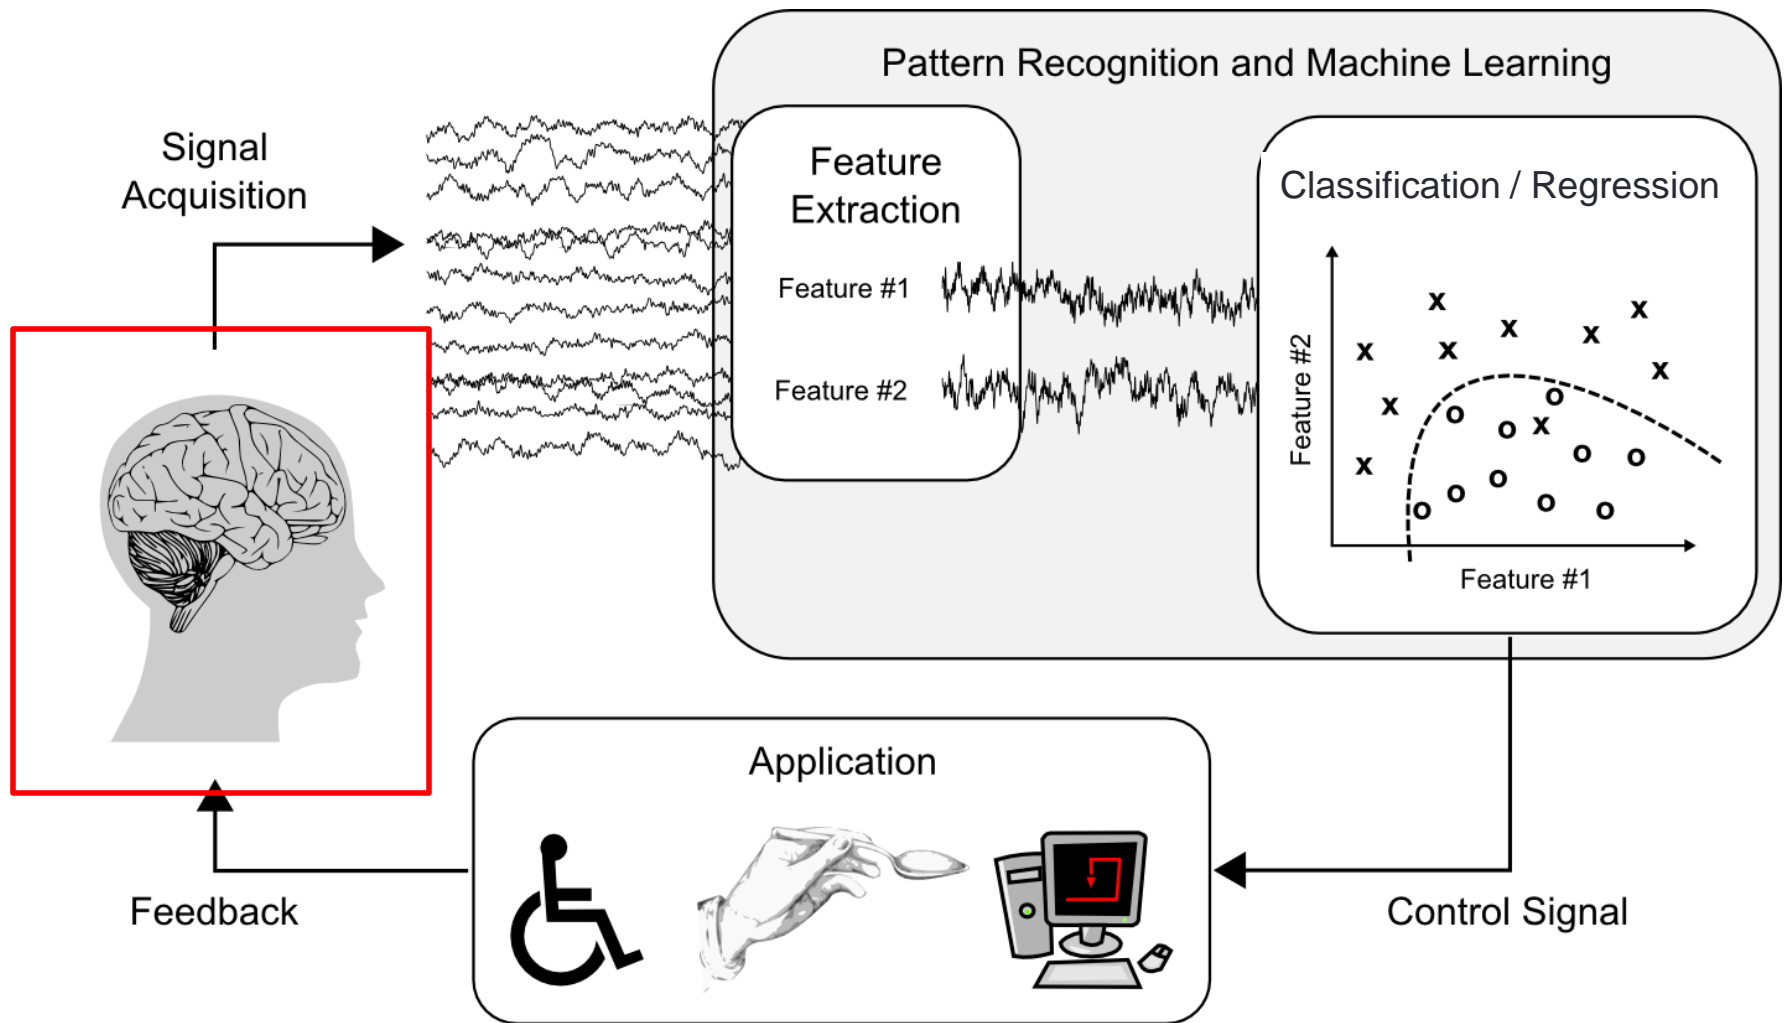 Pattern Recognition and Machine Learning
Signal
Acquisition
Feature
Extraction
Feature #1
Feature #2
Classification / Regression
Feature #2
x x x x x x x x x x x
o o o o o o o o o o
Feature #1
Application
Feedback
Control Signal